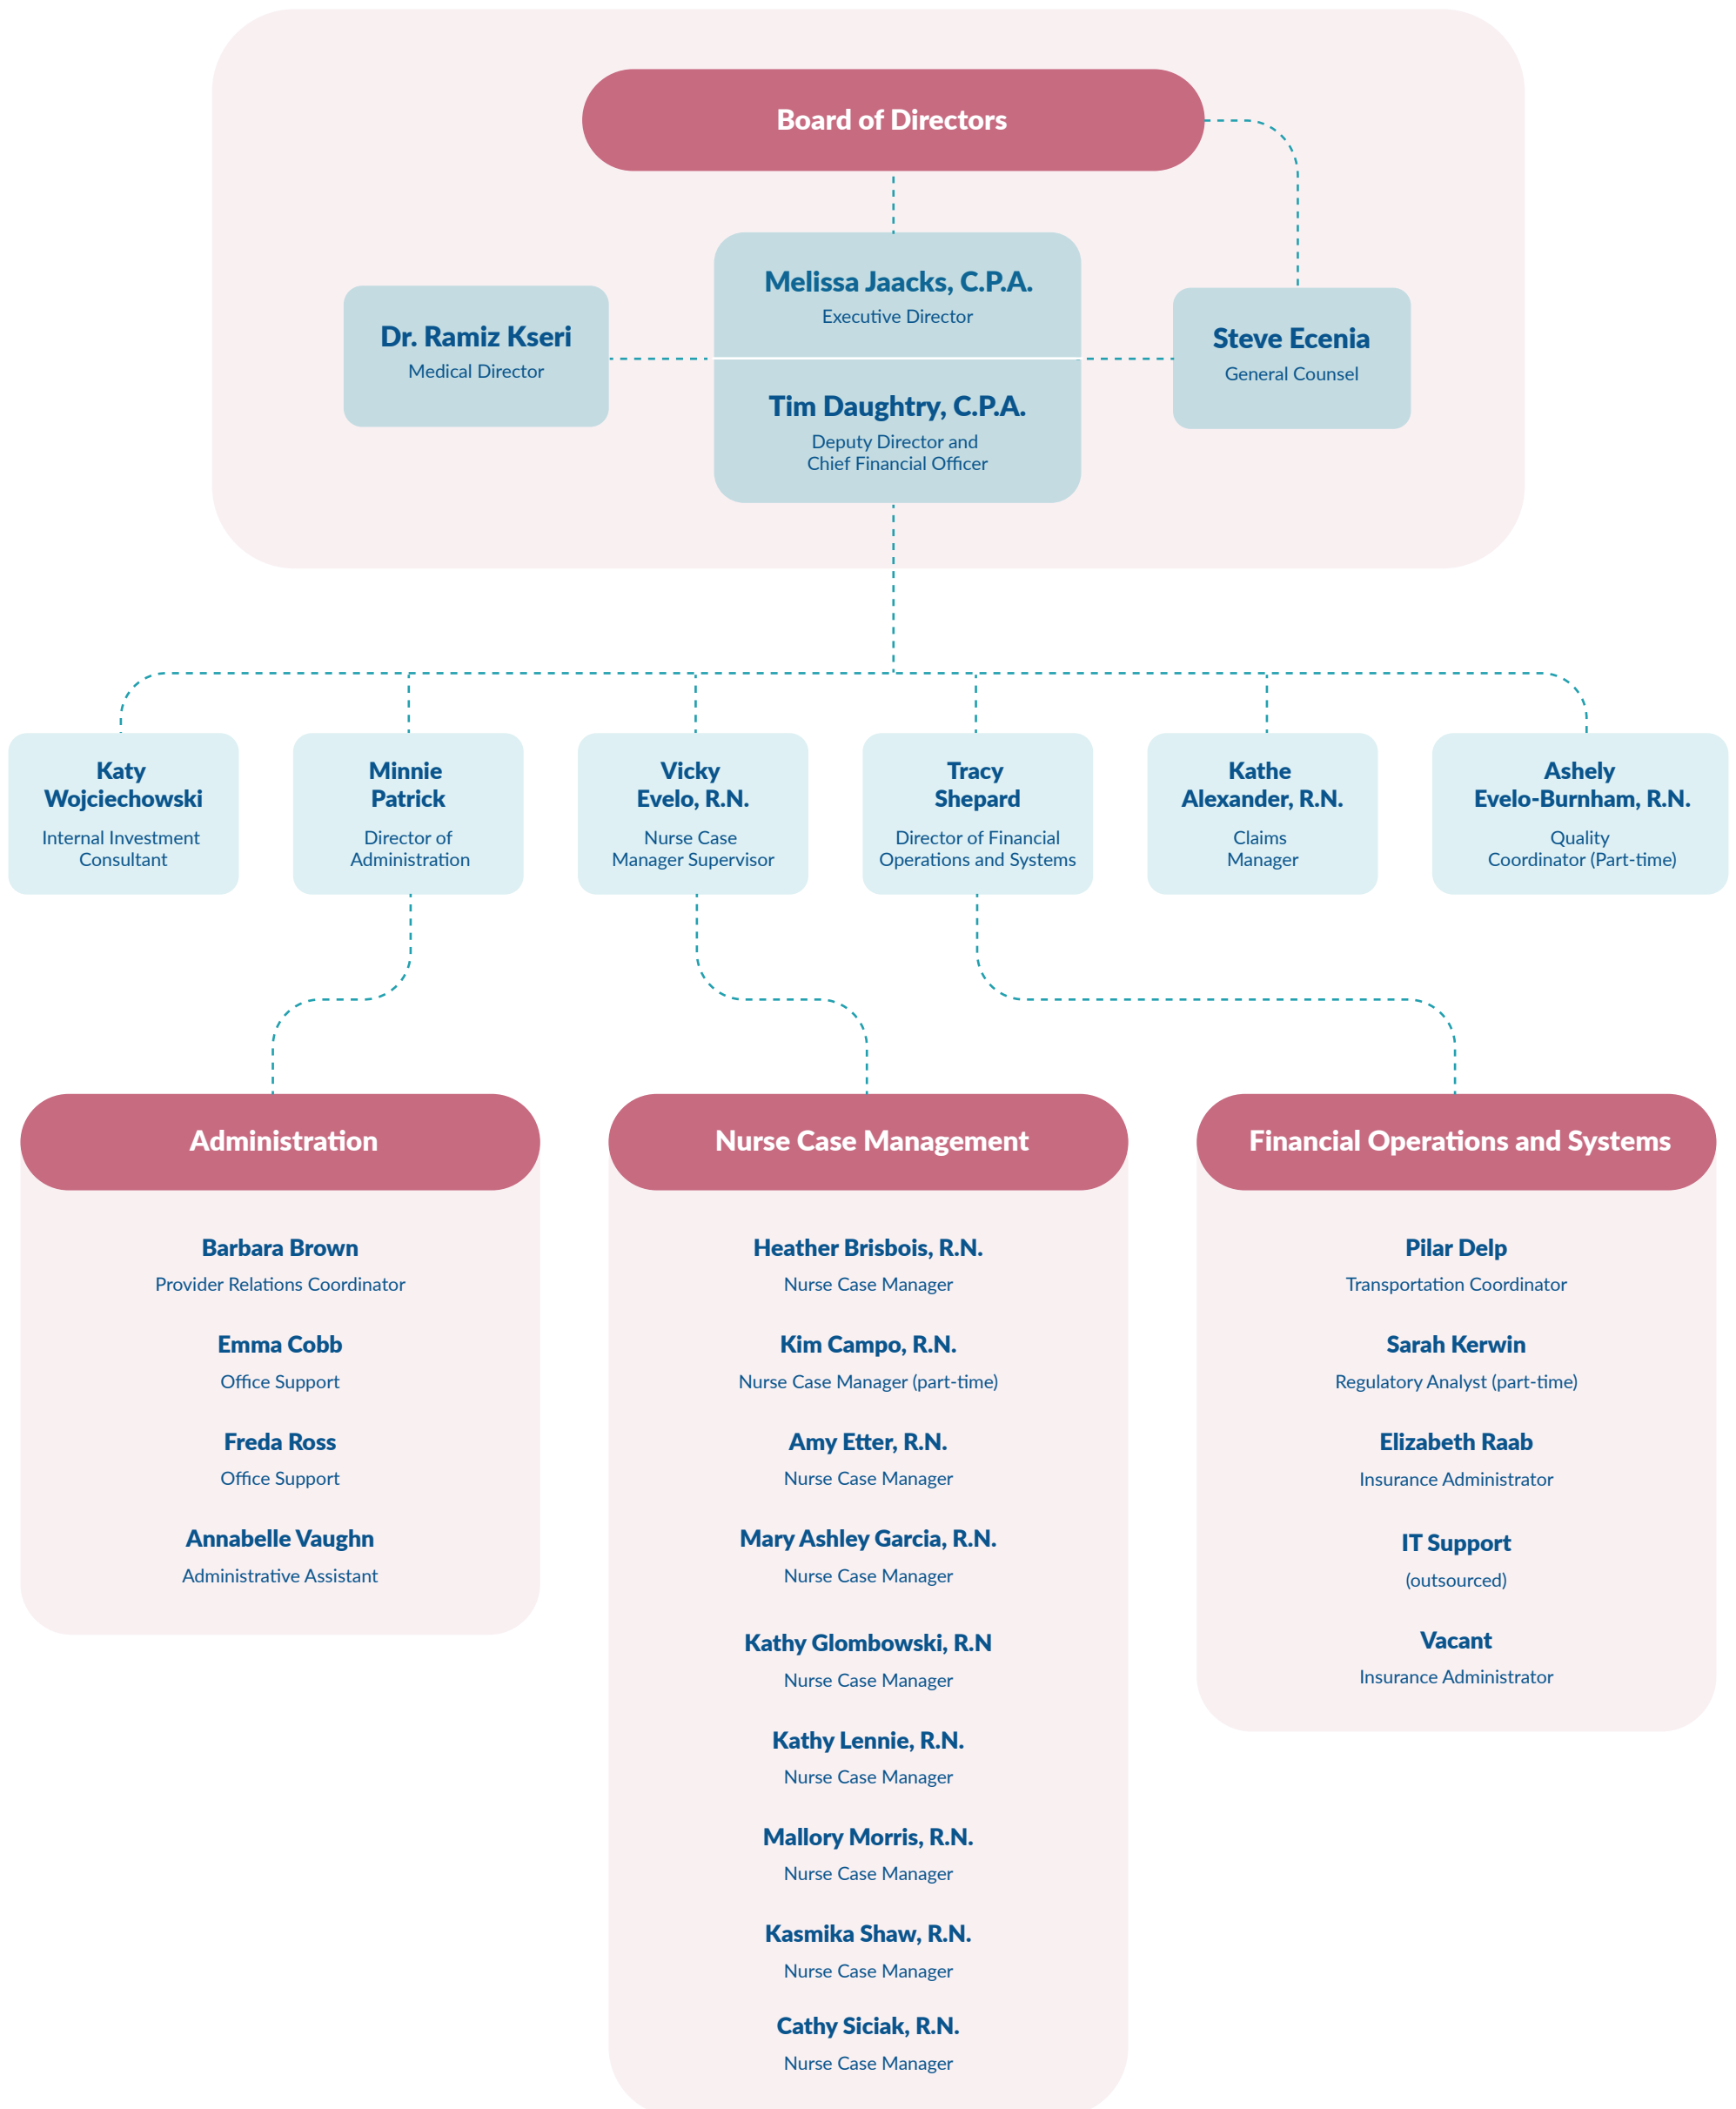 Board of Directors
Melissa Jaacks, C.P.A.
Executive Director
Dr. Ramiz Kseri
Medical Director
Steve Ecenia
General Counsel
Tim Daughtry, C.P.A.
Deputy Director and
Chief Financial Officer
Katy
Wojciechowski
Internal Investment
Consultant
Minnie
Patrick
Director of
Administration
Vicky
Evelo, R.N.
Nurse Case
Manager Supervisor
Tracy
Shepard
Director of Financial
Operations and Systems
Kathe
Alexander, R.N.
Claims
Manager
Ashely
Evelo-Burnham, R.N.
Quality
Coordinator (Part-time)
Administration
Barbara Brown
Provider Relations Coordinator
Emma Cobb
Office Support
Freda Ross
Office Support
Annabelle Vaughn
Administrative Assistant
Nurse Case Management
Heather Brisbois, R.N.
Nurse Case Manager
Kim Campo, R.N.
Nurse Case Manager (part-time)
Amy Etter, R.N.
Nurse Case Manager
Mary Ashley Garcia, R.N.
Nurse Case Manager
Kathy Glombowski, R.N
Nurse Case Manager
Kathy Lennie, R.N.
Nurse Case Manager
Mallory Morris, R.N.
Nurse Case Manager
Kasmika Shaw, R.N.
Nurse Case Manager
Cathy Siciak, R.N.
Nurse Case Manager
Financial Operations and Systems
Pilar Delp
Transportation Coordinator
Sarah Kerwin
Regulatory Analyst (part-time)
Elizabeth Raab
Insurance Administrator
IT Support
(outsourced)
Vacant
Insurance Administrator